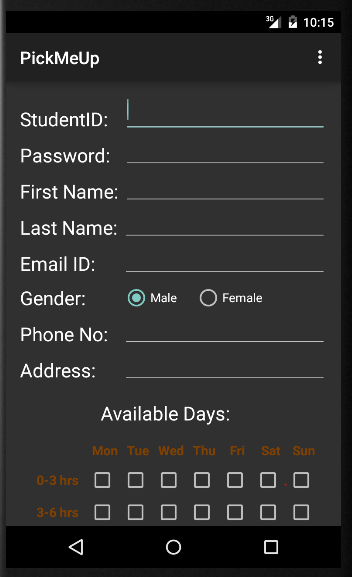 3G 10:15
PickMeUp
StudentID:
Password:
First Name:
Last Name:
Email ID:
Gender: Male Female
Phone No:
Address:
Available Days:
Mon Tue Wed Thu Fri Sat Sun
0-3 hrs
3-6 hrs